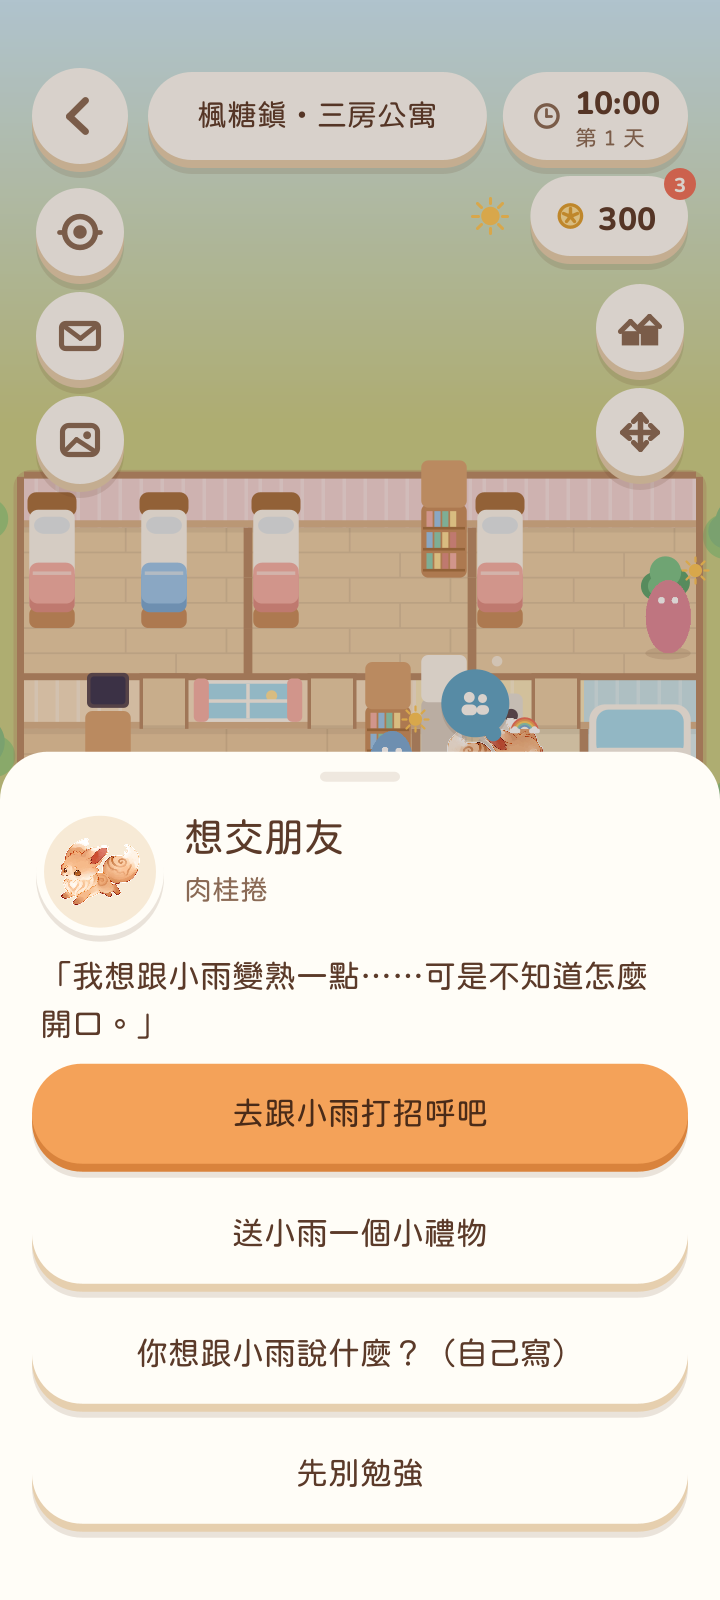 楓糖鎮・三房公寓
10:00
第 1 天
3
300
想交朋友
肉桂捲
「我想跟小雨變熟一點⋯⋯可是不知道怎麼
開口。」
去跟小雨打招呼吧
送小雨一個小禮物
你想跟小雨說什麼？（自己寫）
先別勉強